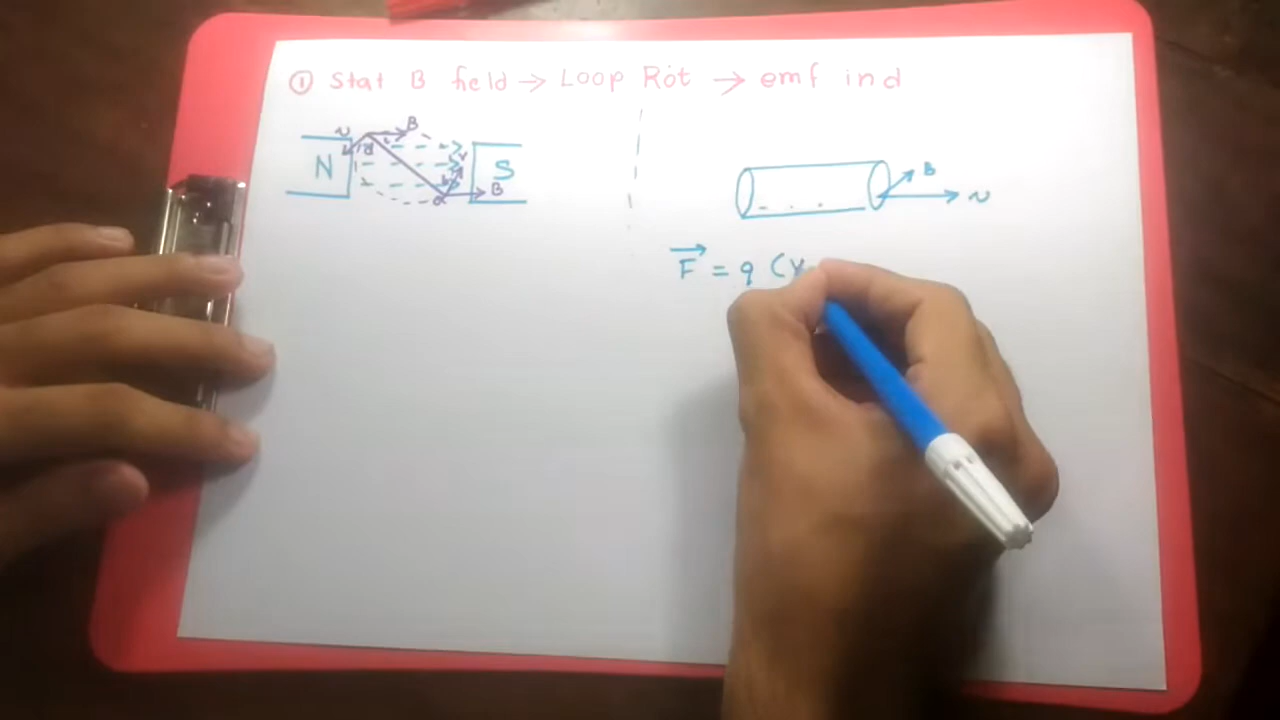 ① Stat B field → Loop Rot → emf ind
N S
B
B
v
B
v
F = q (v